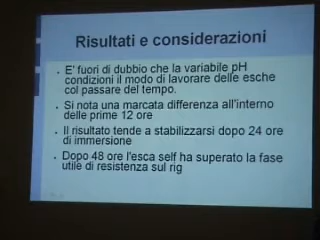 Risultati e considerazioni
E' fuori di dubbio che la variabile pH
condizioni il modo di lavorare delle esche
col passare del tempo.
Si nota una marcata differenza all'interno
delle prime 12 ore
Il risultato tende a stabilizzarsi dopo 24 ore
di immersione
Dopo 48 ore l'esca self ha superato la fase
utile di resistenza sul rig